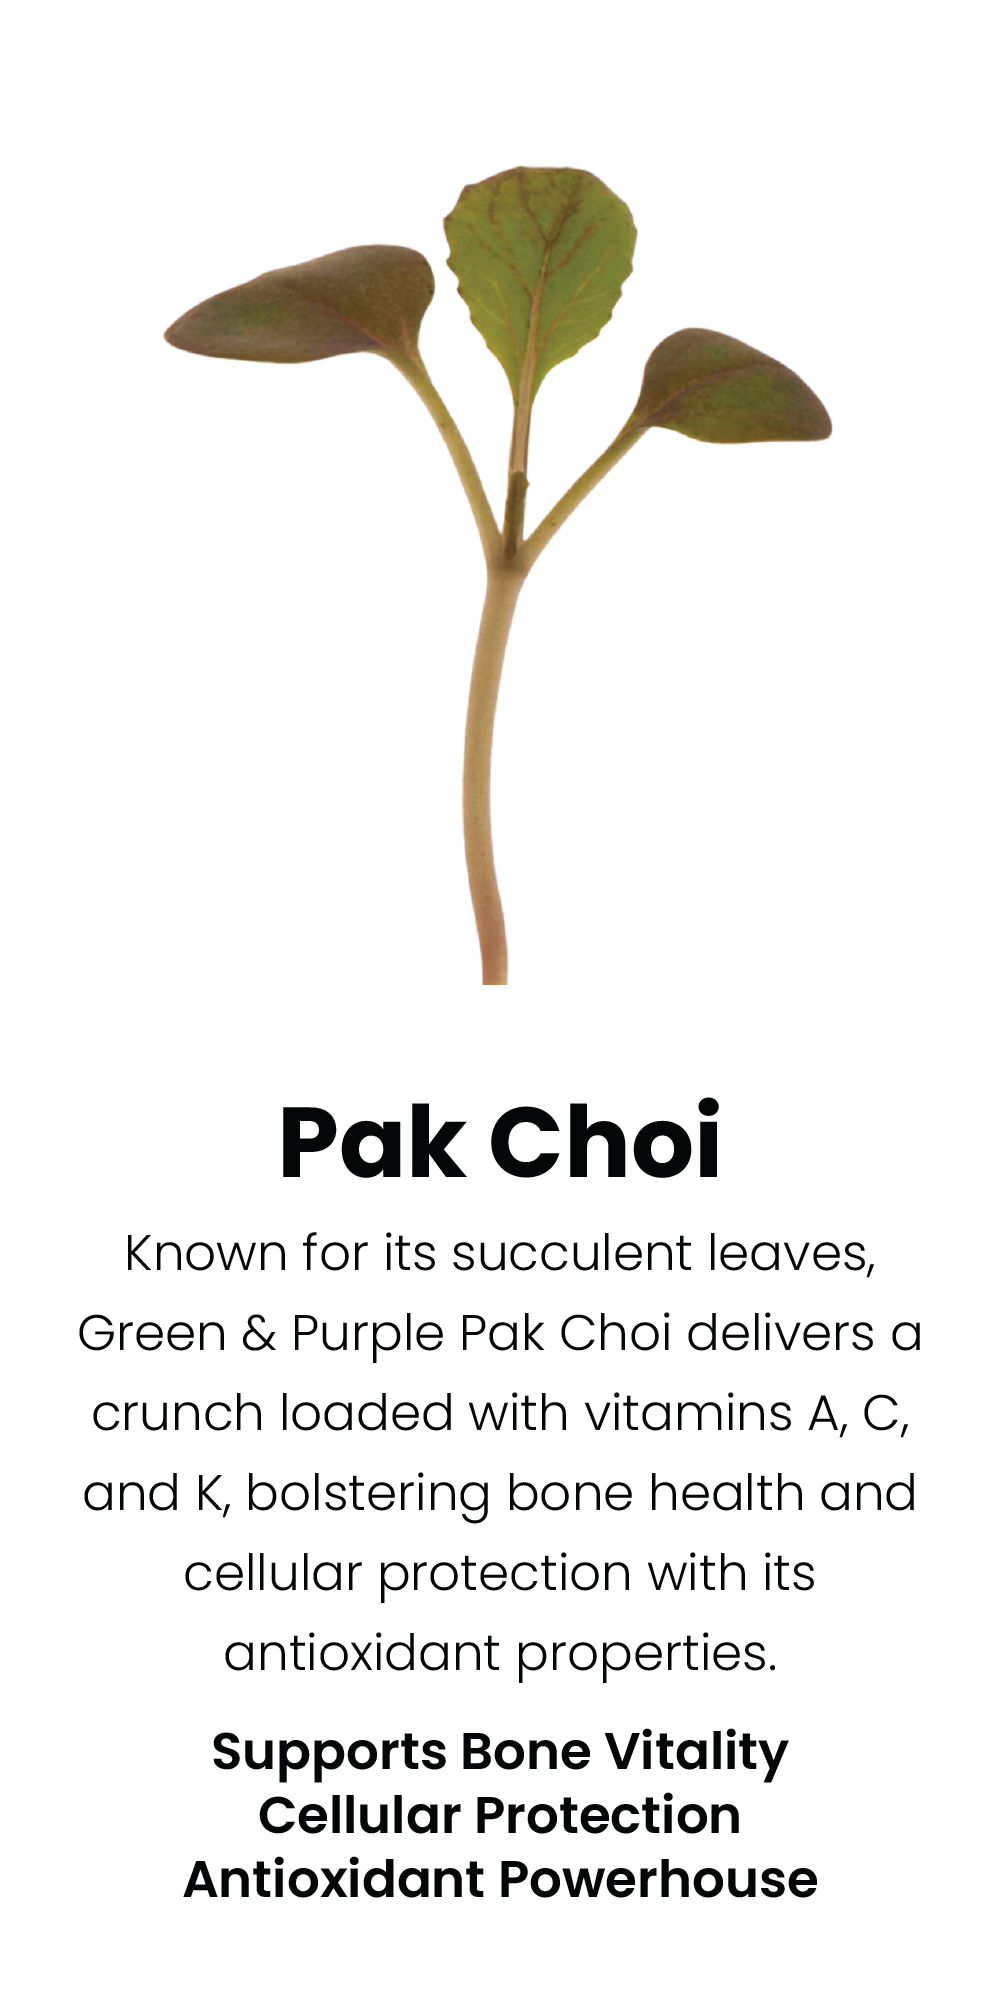 Pak Choi
Known for its succulent leaves,
Green & Purple Pak Choi delivers a
crunch loaded with vitamins A, C,
and K, bolstering bone health and
cellular protection with its
antioxidant properties.
Supports Bone Vitality
Cellular Protection
Antioxidant Powerhouse